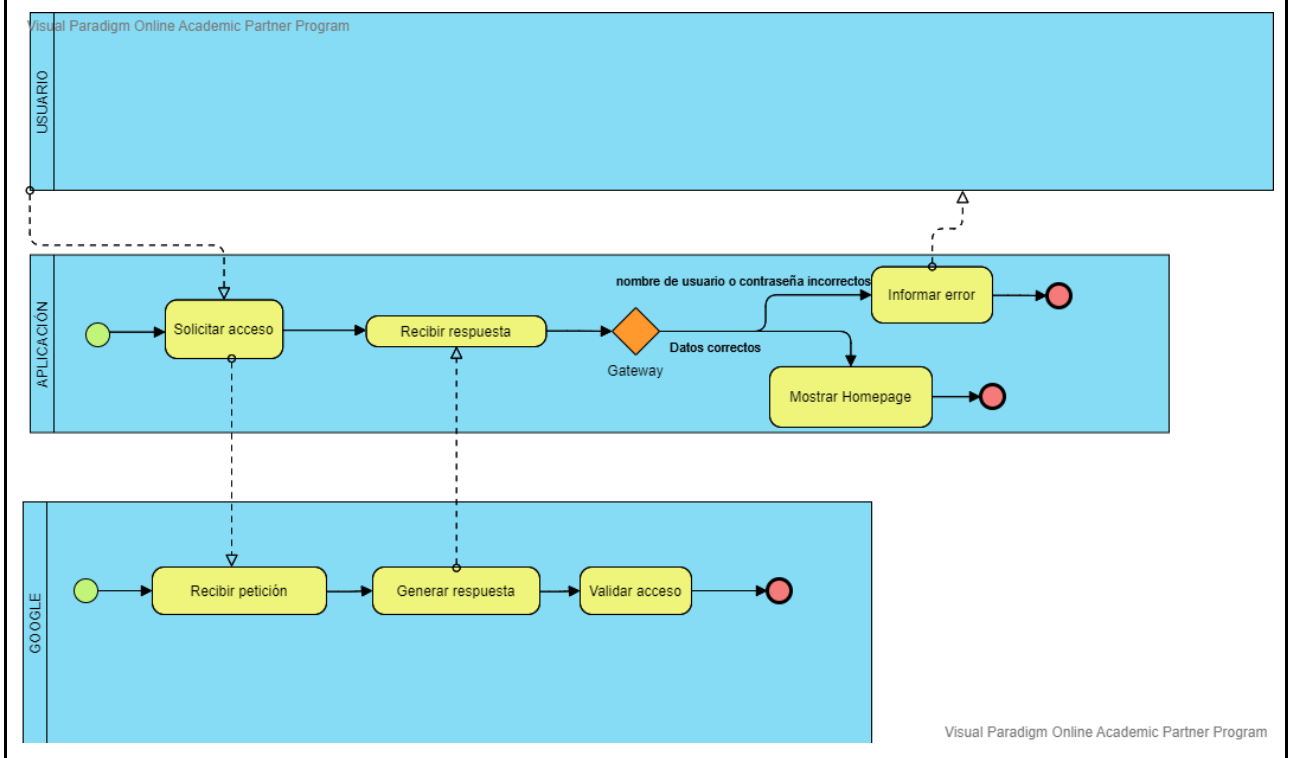 Visual Paradigm Online Academic Partner Program
USUARIO
APLICACIÓN
nombre de usuario o contraseña incorrectos
Informar error
Solicitar acceso
Recibir respuesta
Datos correctos
Gateway
Mostrar Homepage
GOOGLE
Recibir petición
Generar respuesta
Validar acceso
Visual Paradigm Online Academic Partner Program